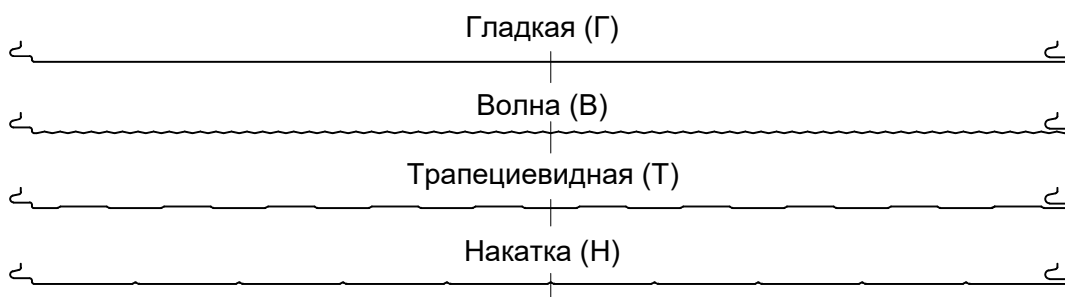 Гладкая (Г)
Волна (В)
Трапециевидная (Т)
Накатка (Н)